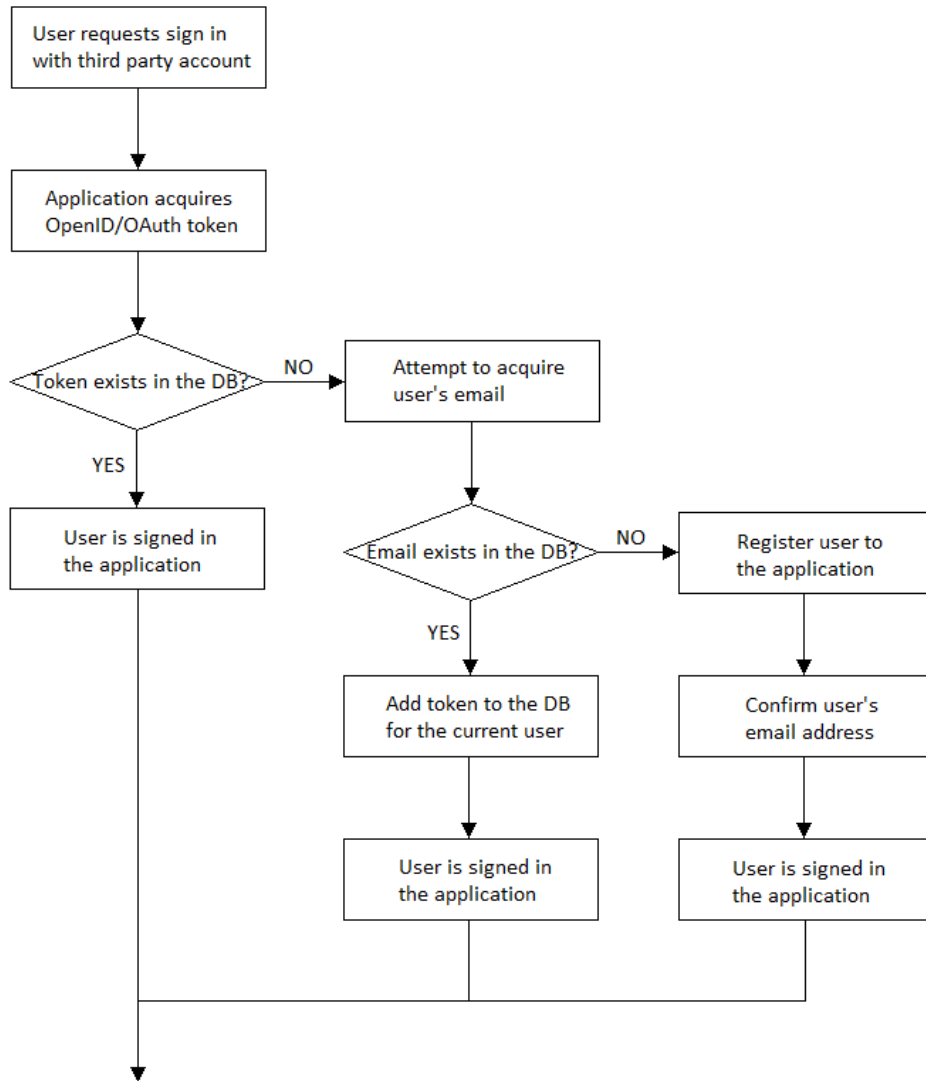 User requests sign in
with third party account
Application acquires
OpenID/OAuth token
Token exists in the DB?
NO
Attempt to acquire
user's email
YES
User is signed in
the application
Email exists in the DB?
NO
Register user to
the application
YES
Add token to the DB
for the current user
Confirm user's
email address
User is signed in
the application
User is signed in
the application